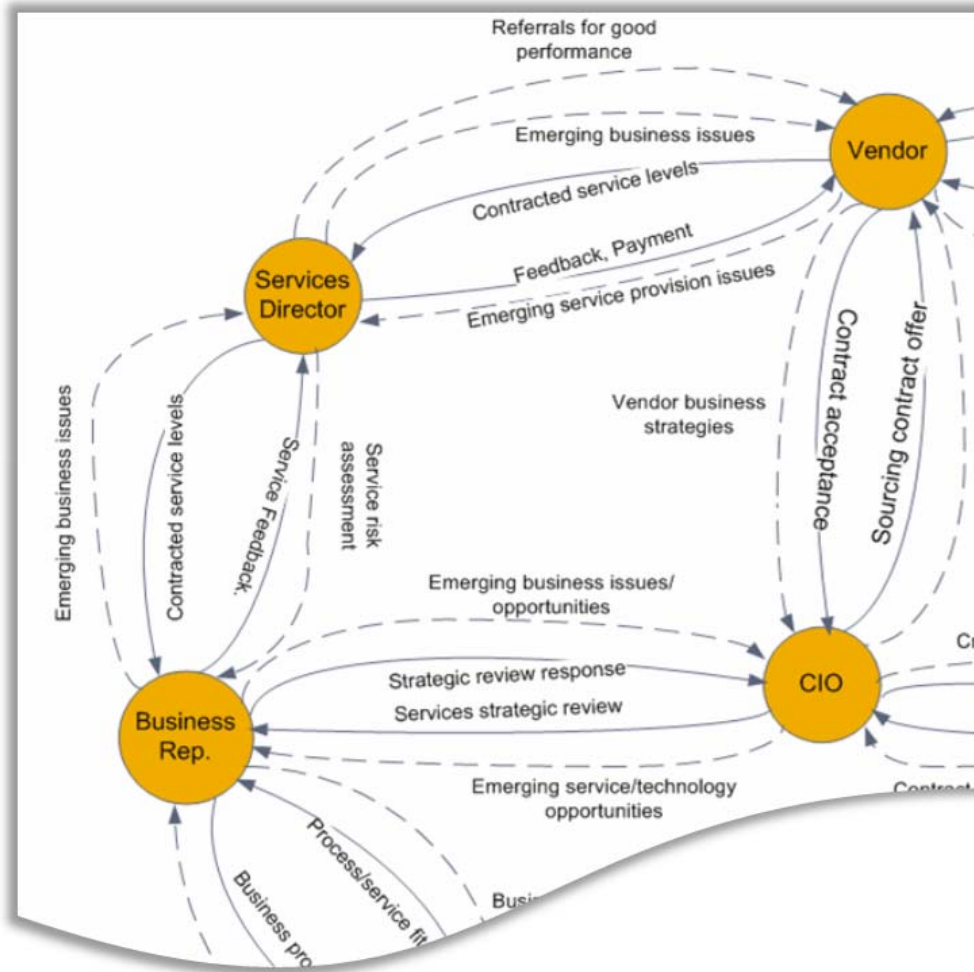 Referrals for good
performance
Emerging business issues
Vendor
Contracted service levels
Feedback, Payment
Emerging service provision issues
Services
Director
Emerging business issues
Contracted service levels
Service Feedback.
Service risk
assessment
Vendor business
strategies
Contract acceptance
Sourcing contract offer
Emerging business issues/
opportunities
Strategic review response
Services strategic review
CIO
Business
Rep.
Emerging service/technology
opportunities
Process/service fit
Business pro